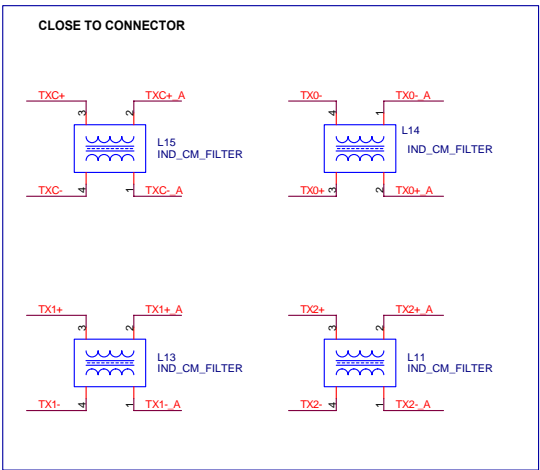 CLOSE TO CONNECTOR
TXC+ TXC+_A TX0- TX0-_A
3 2 4 1
L15 L14
IND_CM_FILTER IND_CM_FILTER
4 1 3 2
TXC- TXC-_A TX0+ TX0+_A
TX1+ TX1+_A TX2+ TX2+_A
3 2 3 2
L13 L11
IND_CM_FILTER IND_CM_FILTER
4 1 4 1
TX1- TX1-_A TX2- TX2-_A